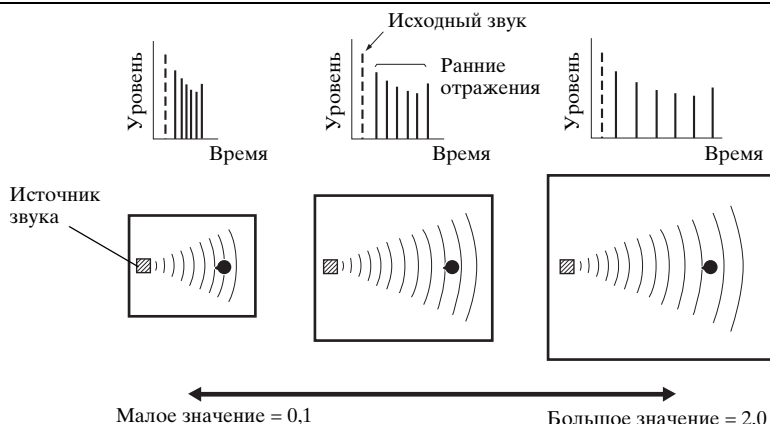 Исходный звук
Уровень
Время
Уровень
Ранние
отражения
Время
Уровень
Время
Источник
звука
Малое значение = 0,1
Большое значение = 2,0